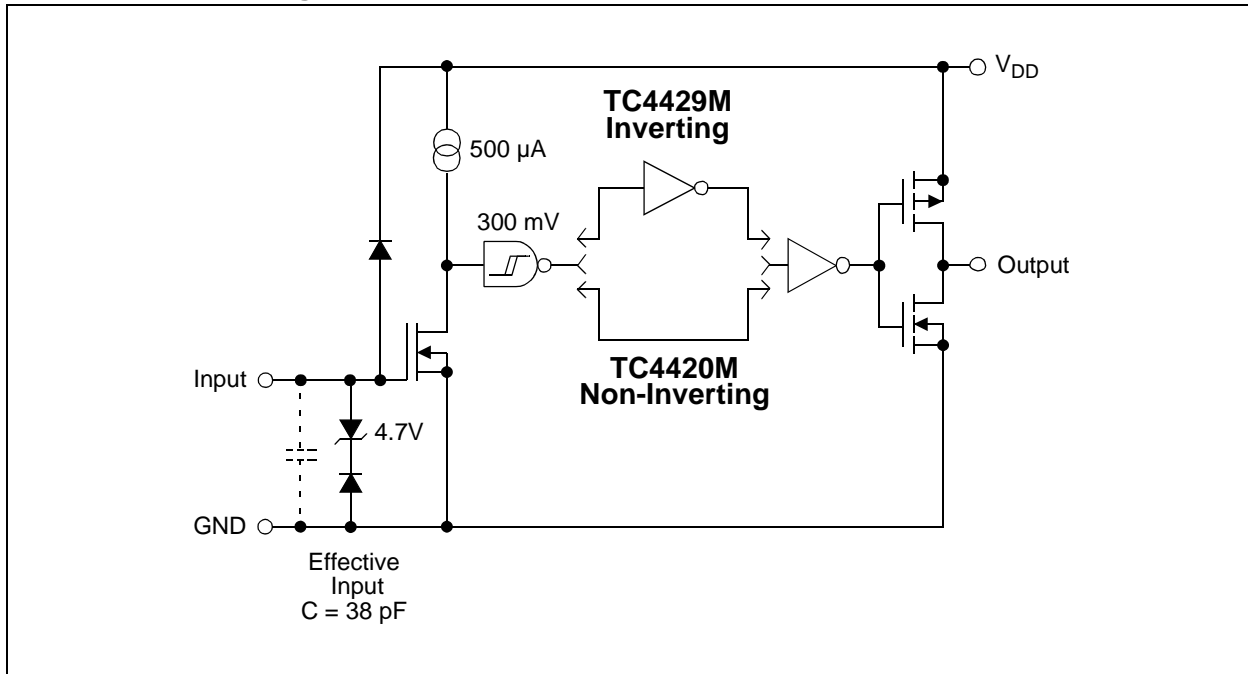 V_DD
TC4429M
Inverting
500 µA
300 mV
Output
TC4420M
Non-Inverting
Input
4.7V
GND
Effective
Input
C = 38 pF